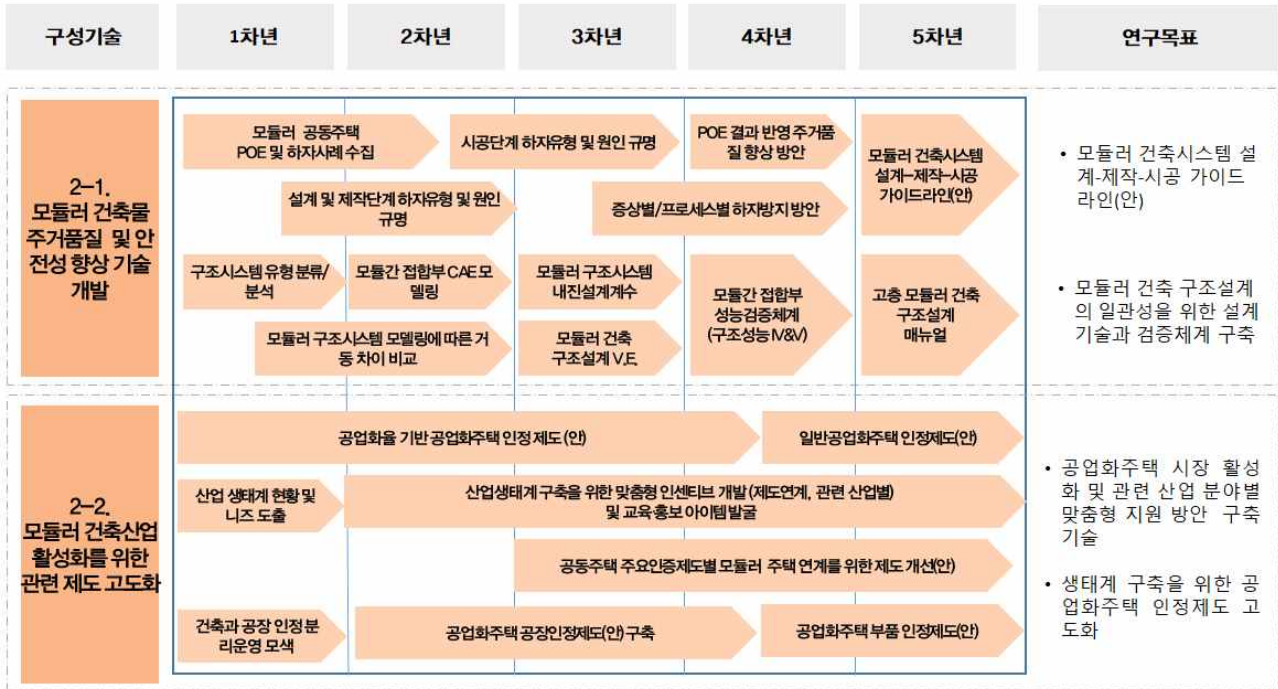 구성기술
1차년
2차년
3차년
4차년
5차년
연구목표
2-1.
모듈러 건축물
주거품질 및 안
전성 향상 기술
개발
모듈러 공동주택
POE 및 하자사례 수집
시공단계 하자유형 및 원인 규명
POE 결과 반영 주거품
질 향상 방안
모듈러 건축시스템
설계-제작-시공
가이드라인(안)
설계 및 제작단계 하자유형 및 원인
규명
증상별/프로세스별 하자방지 방안
구조시스템 유형 분류/
분석
모듈간 접합부 CAE 모
델링
모듈러 구조시스템
내진설계계수
모듈간 접합부
성능검증체계
(구조성능 IV&V)
고층 모듈러 건축
구조설계
매뉴얼
모듈러 구조시스템 모델링에 따른 거
동 차이 비교
모듈러 건축
구조설계 V.E.
• 모듈러 건축시스템 설
계-제작-시공 가이드
라인(안)
• 모듈러 건축 구조설계
의 일관성을 위한 설계
기술과 검증체계 구축
2-2.
모듈러 건축산업
활성화를 위한
관련 제도 고도화
공업화율 기반 공업화주택 인정 제도 (안)
일반공업화주택 인정제도(안)
산업 생태계 현황 및
니즈 도출
산업생태계 구축을 위한 맞춤형 인센티브 개발 (제도연계, 관련 산업별)
및 교육·홍보 아이템 발굴
공동주택 주요인증제도별 모듈러 주택 연계를 위한 제도 개선(안)
건축과 공장 인정 분
리운영 모색
공업화주택 공장인정제도(안) 구축
공업화주택 부품 인정제도(안)
• 공업화주택 시장 활성
화 및 관련 산업 분야별
맞춤형 지원 방안 구축
기술
• 생태계 구축을 위한 공
업화주택 인정제도 고
도화